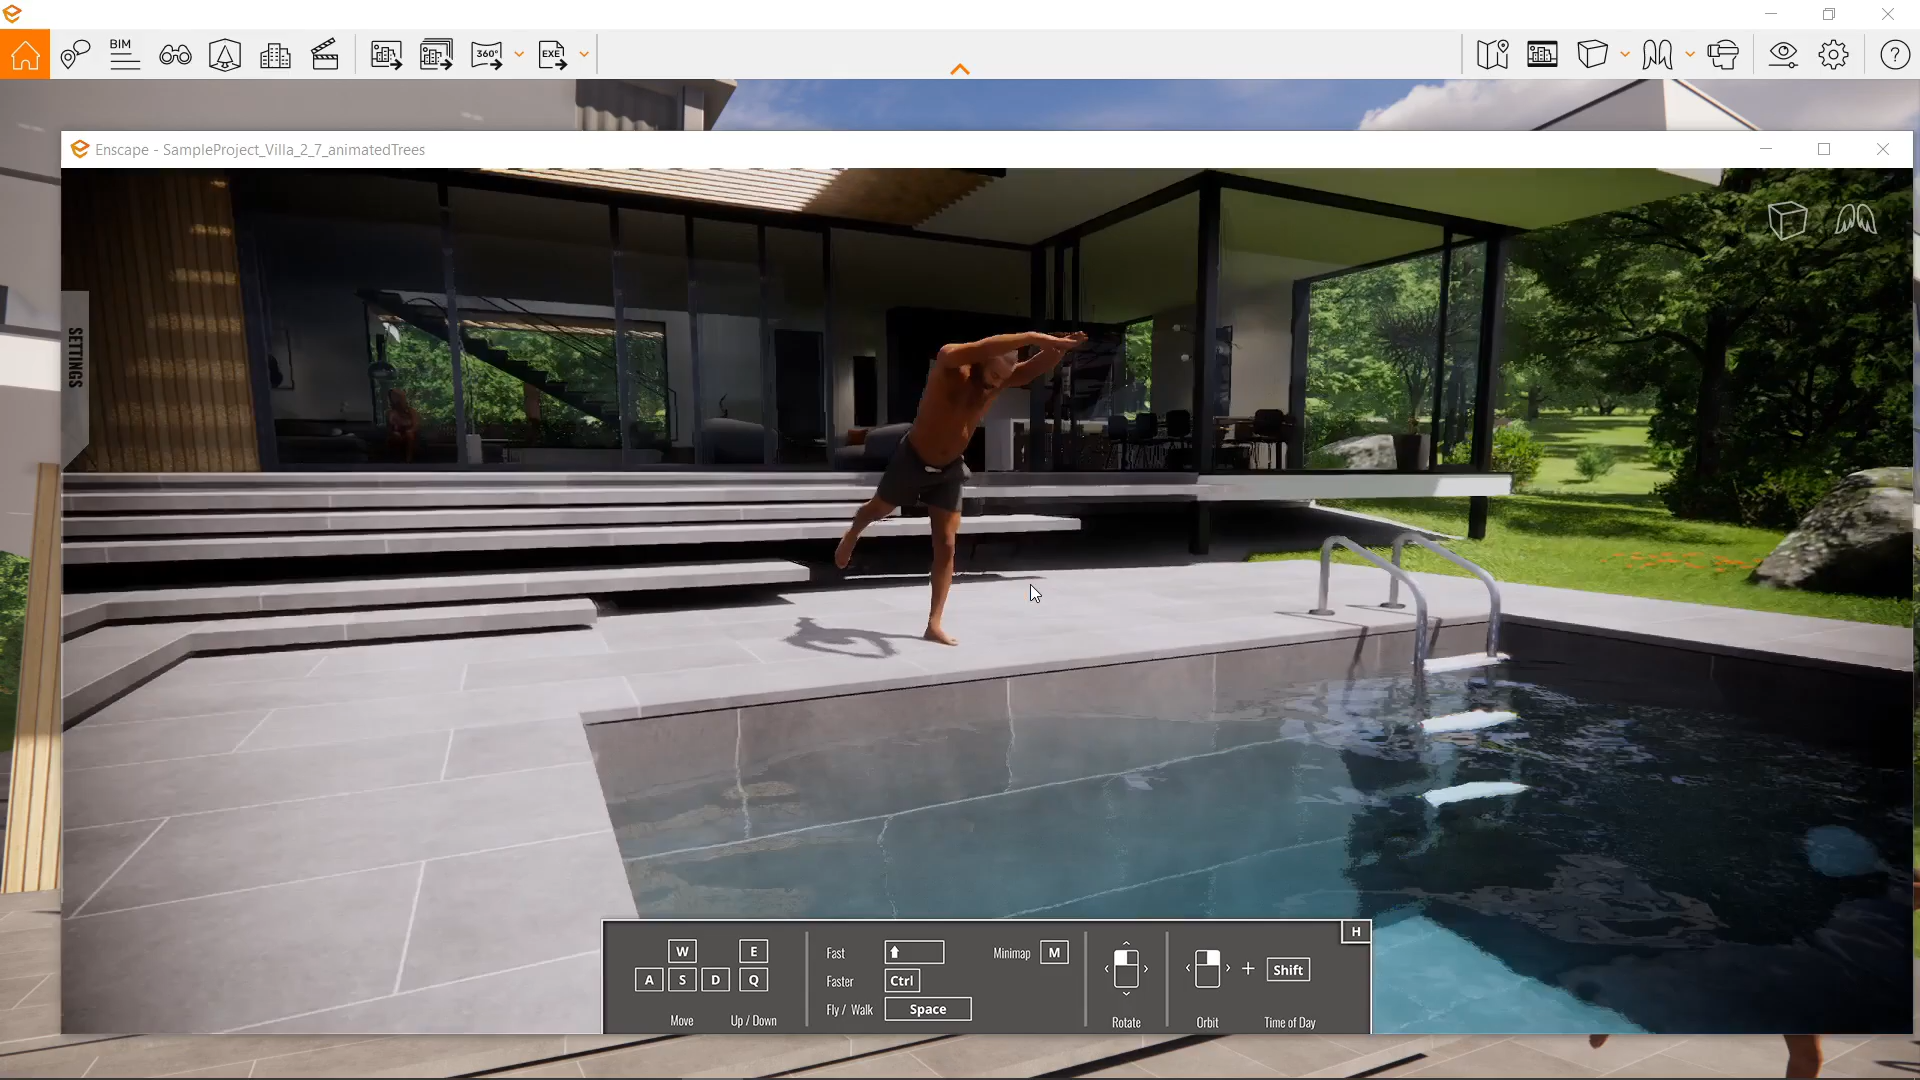 BIM
360°
EXE
?
Enscape - SampleProject_Villa_2_7_animatedTrees
SETTINGS
H
W
E
A
S
D
Q
Move
Up / Down
Fast
Faster
Ctrl
Fly / Walk
Space
Minimap
M
Rotate
+
Shift
Orbit
Time of Day